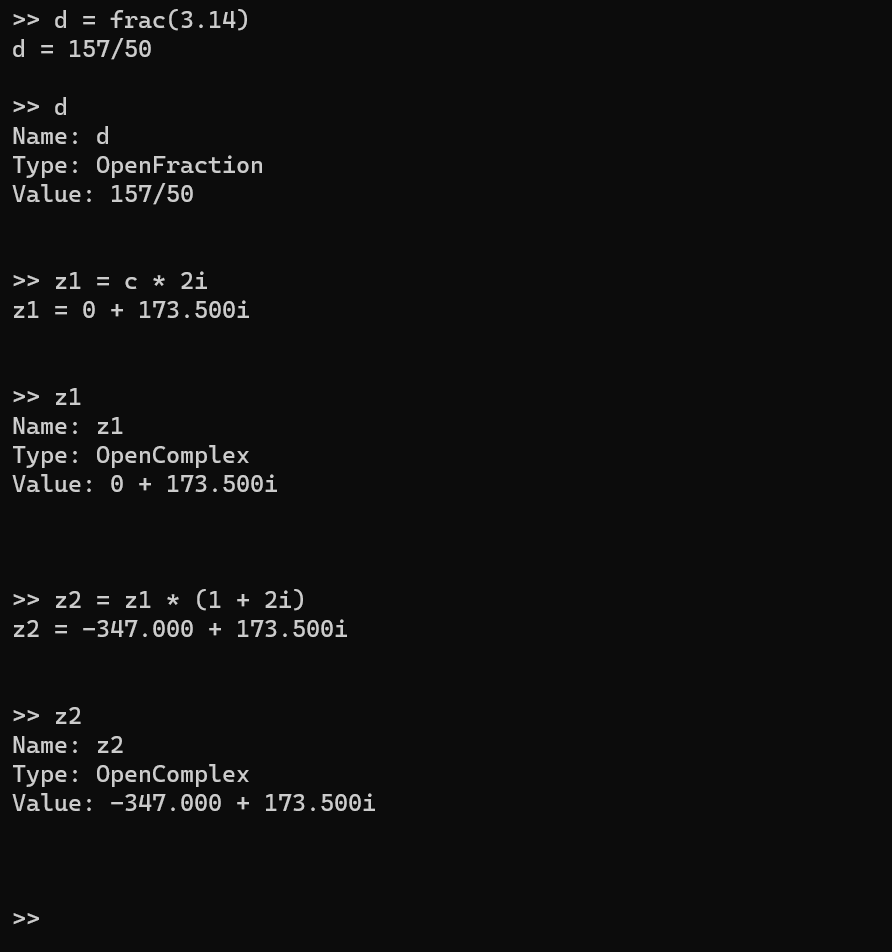 >> d = frac(3.14)
d = 157/50
>> d
Name: d
Type: OpenFraction
Value: 157/50
>> z1 = c * 2i
z1 = 0 + 173.500i
>> z1
Name: z1
Type: OpenComplex
Value: 0 + 173.500i
>> z2 = z1 * (1 + 2i)
z2 = -347.000 + 173.500i
>> z2
Name: z2
Type: OpenComplex
Value: -347.000 + 173.500i
>>